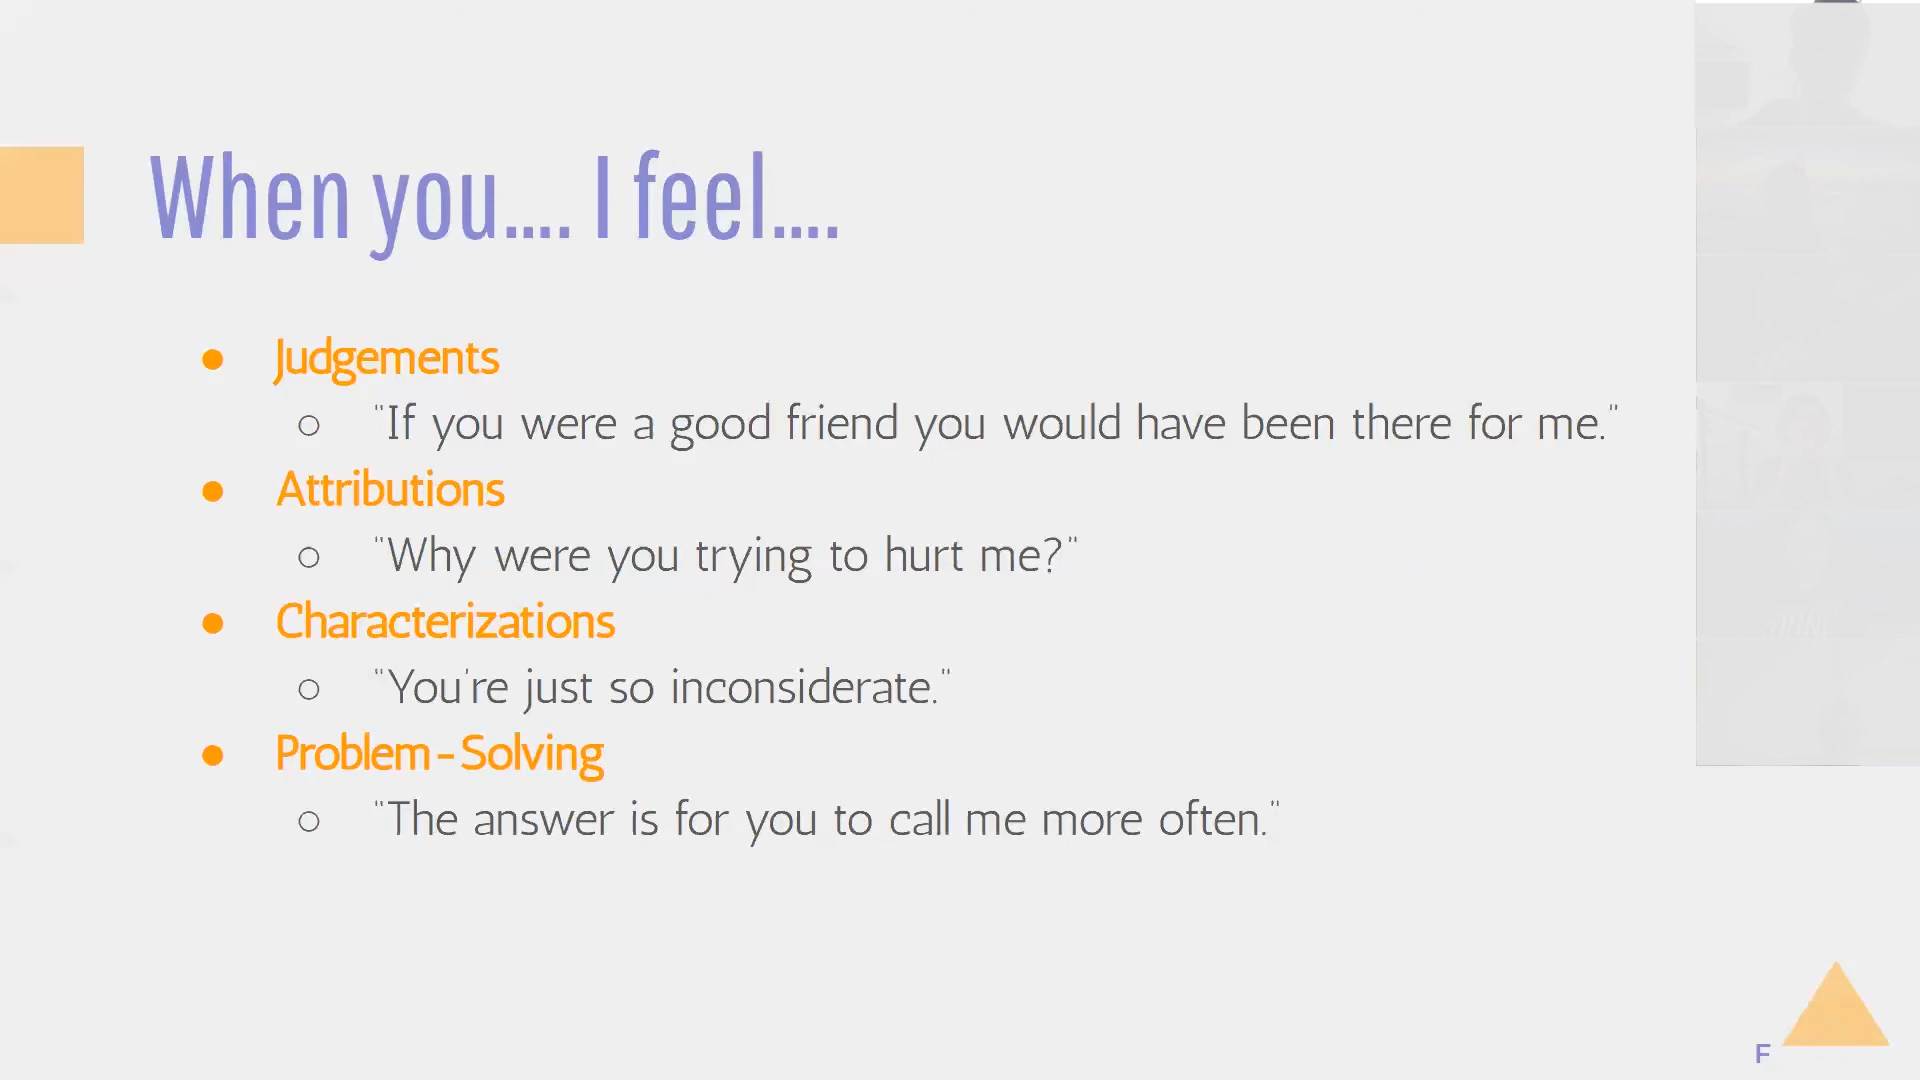 When you.... I feel....
● Judgements
○ "If you were a good friend you would have been there for me."
● Attributions
○ "Why were you trying to hurt me?"
● Characterizations
○ "You're just so inconsiderate."
● Problem-Solving
○ "The answer is for you to call me more often."
F